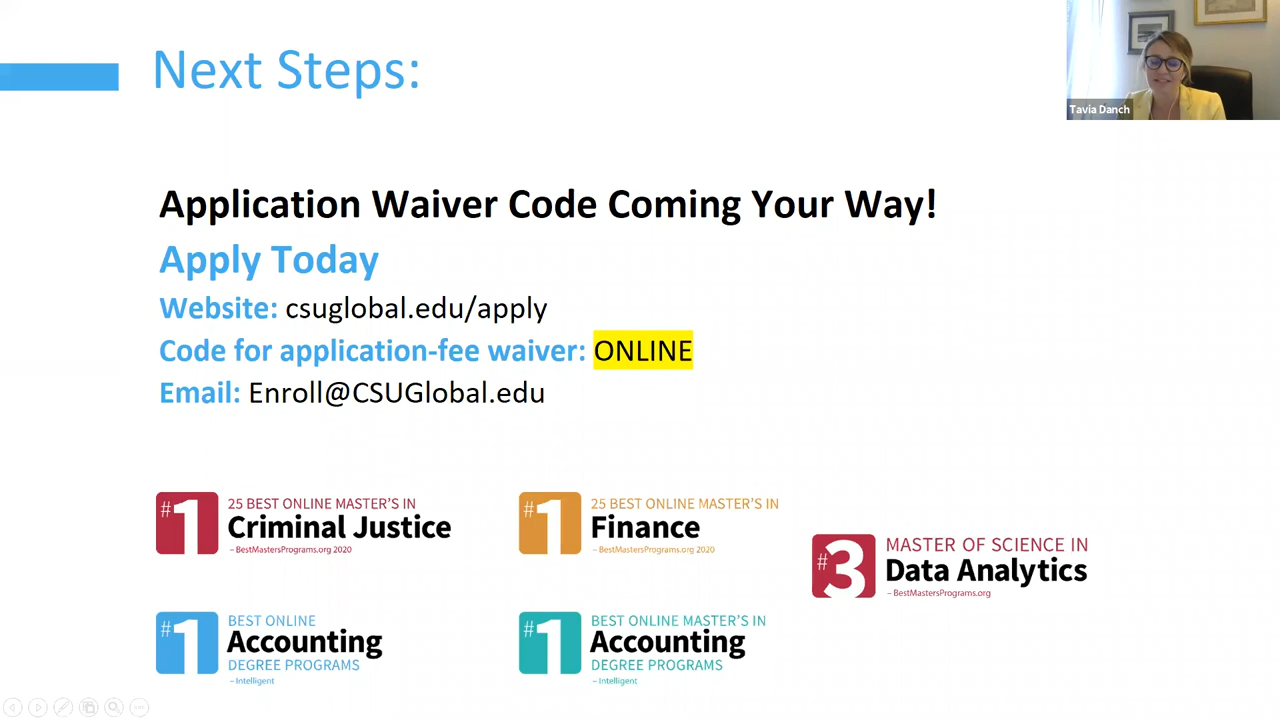 Next Steps:
Tavia Danch
Application Waiver Code Coming Your Way!
Apply Today
Website: csuglobal.edu/apply
Code for application-fee waiver: ONLINE
Email: Enroll@CSUGlobal.edu
#1
25 BEST ONLINE MASTER'S IN
Criminal Justice
– BestMastersPrograms.org 2020
#1
25 BEST ONLINE MASTER'S IN
Finance
– BestMastersPrograms.org 2020
#3
MASTER OF SCIENCE IN
Data Analytics
– BestMastersPrograms.org
#1
BEST ONLINE
Accounting
DEGREE PROGRAMS
– Intelligent
#1
BEST ONLINE MASTER'S IN
Accounting
DEGREE PROGRAMS
– Intelligent